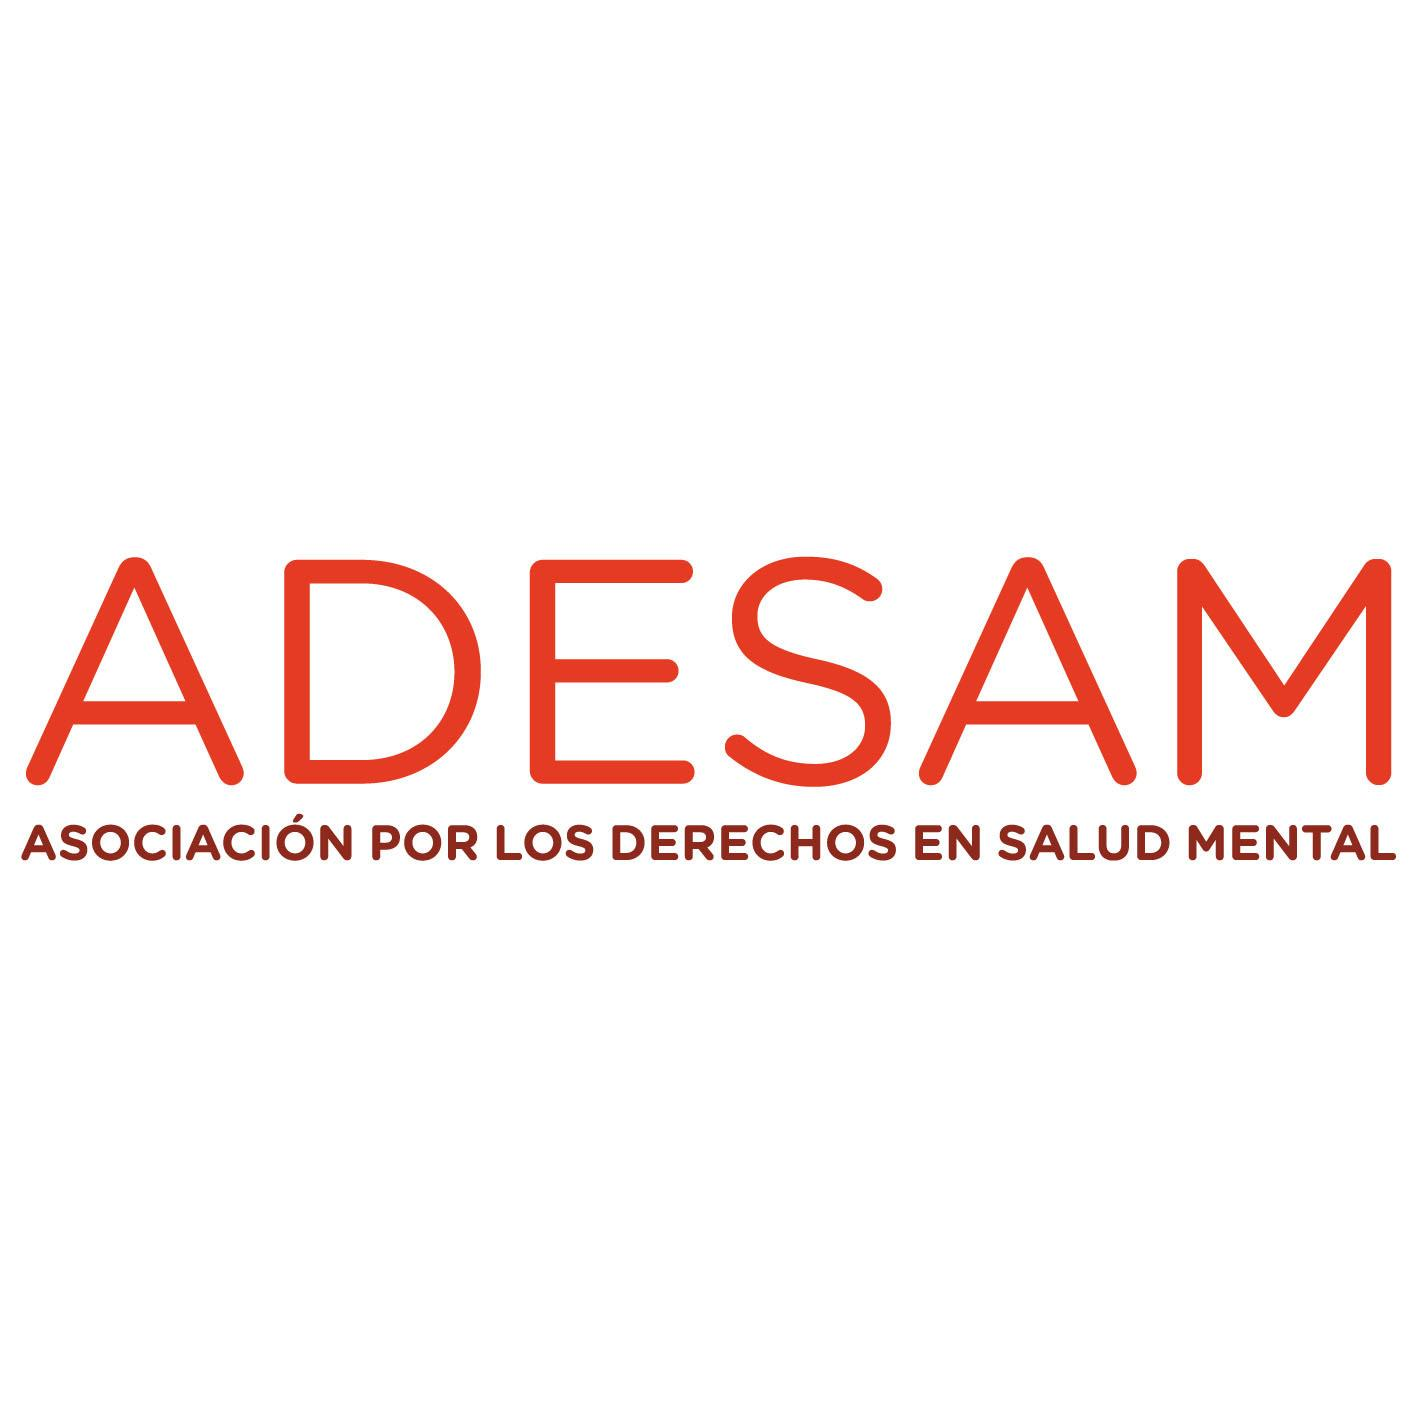 ADESAM
ASOCIACIÓN POR LOS DERECHOS EN SALUD MENTAL